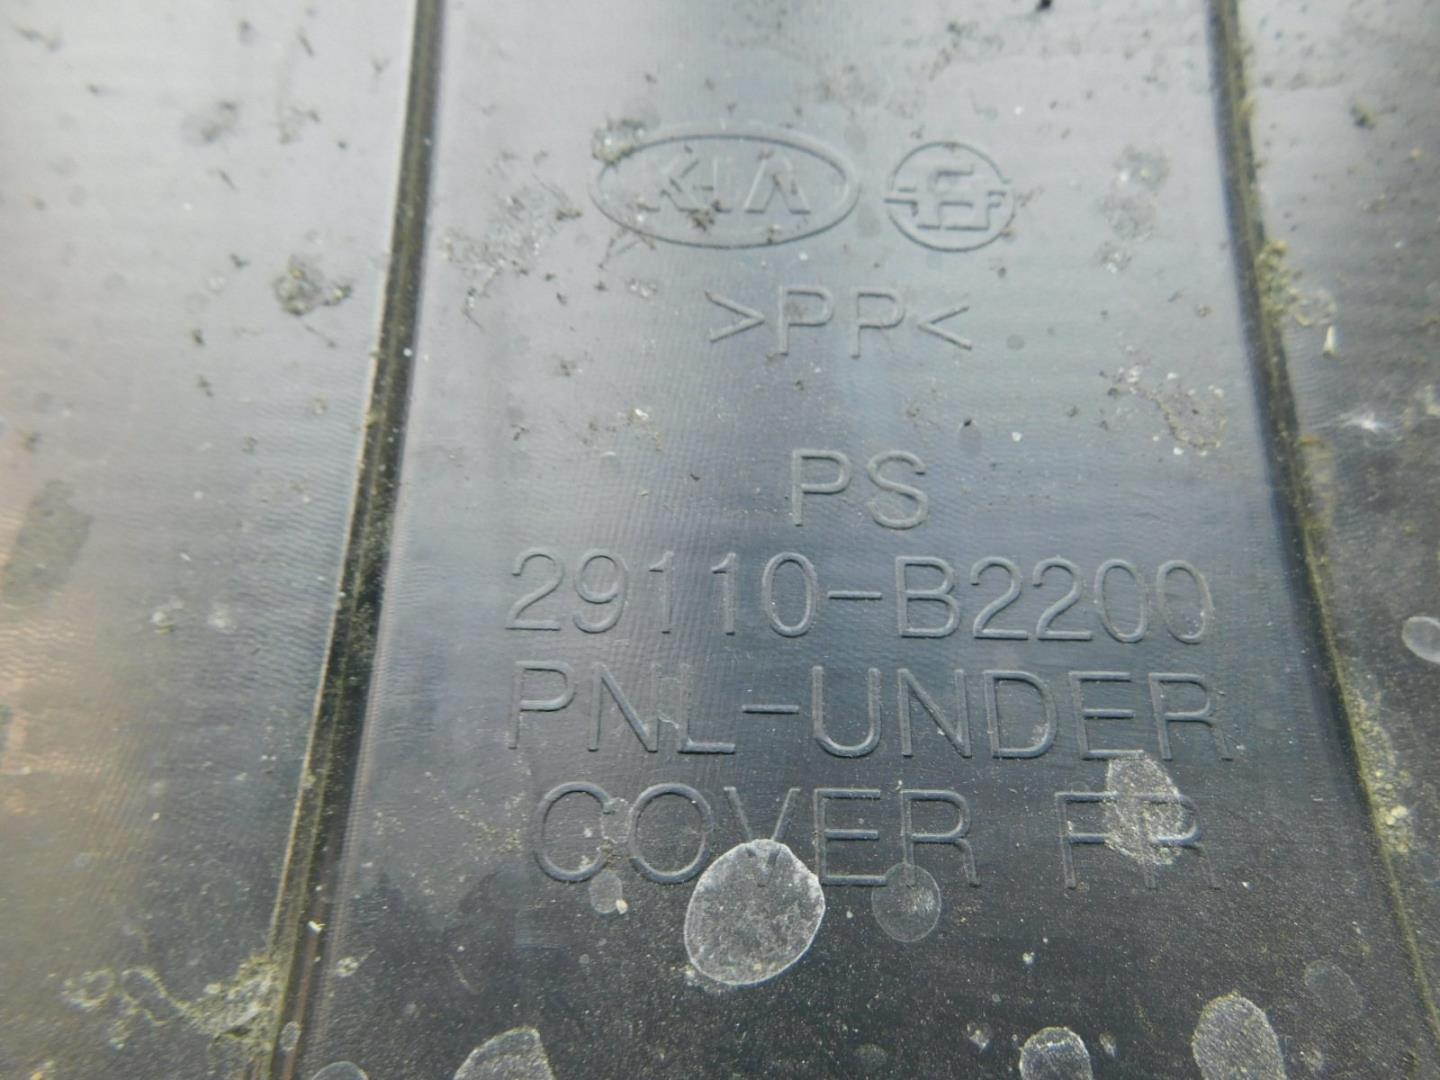 KIA
>PP<
PS
29110-B2200
PNL-UNDER
COVER FR